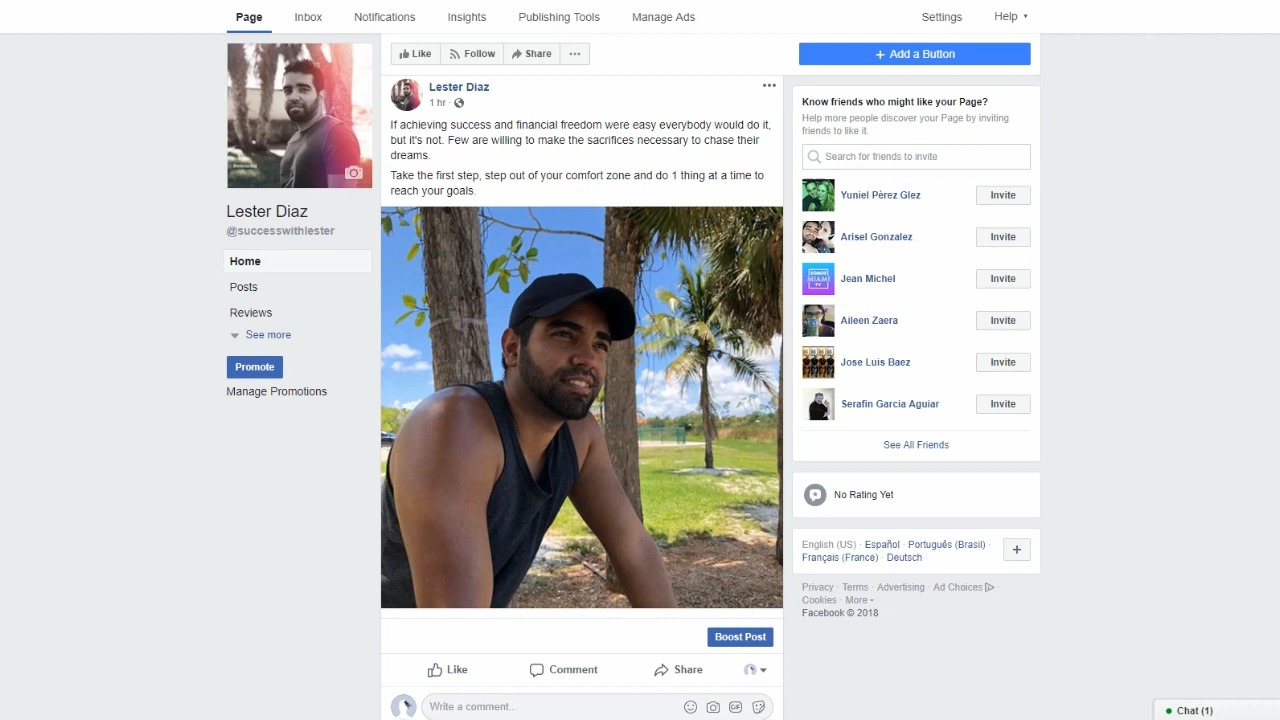 Page
Inbox
Notifications
Insights
Publishing Tools
Manage Ads
Settings
Help
Like
Follow
Share
+ Add a Button
Lester Diaz
@successwithlester
Home
Posts
Reviews
See more
Promote
Manage Promotions
Lester Diaz
1 hr ·
If achieving success and financial freedom were easy everybody would do it,
but it's not. Few are willing to make the sacrifices necessary to chase their
dreams.
Take the first step, step out of your comfort zone and do 1 thing at a time to
reach your goals.
Boost Post
Like
Comment
Share
Write a comment...
GIF
Know friends who might like your Page?
Help more people discover your Page by inviting
friends to like it.
Search for friends to invite
Yuniel Pèrez Glez
Invite
Arisel Gonzalez
Invite
SOMOS
MIAMI
TV
Jean Michel
Invite
Aileen Zaera
Invite
Jose Luis Baez
Invite
Serafin Garcia Aguiar
Invite
See All Friends
No Rating Yet
English (US) · Español · Português (Brasil) ·
Français (France) · Deutsch
+
Privacy · Terms · Advertising · Ad Choices ·
Cookies · More
Facebook © 2018
Chat (1)